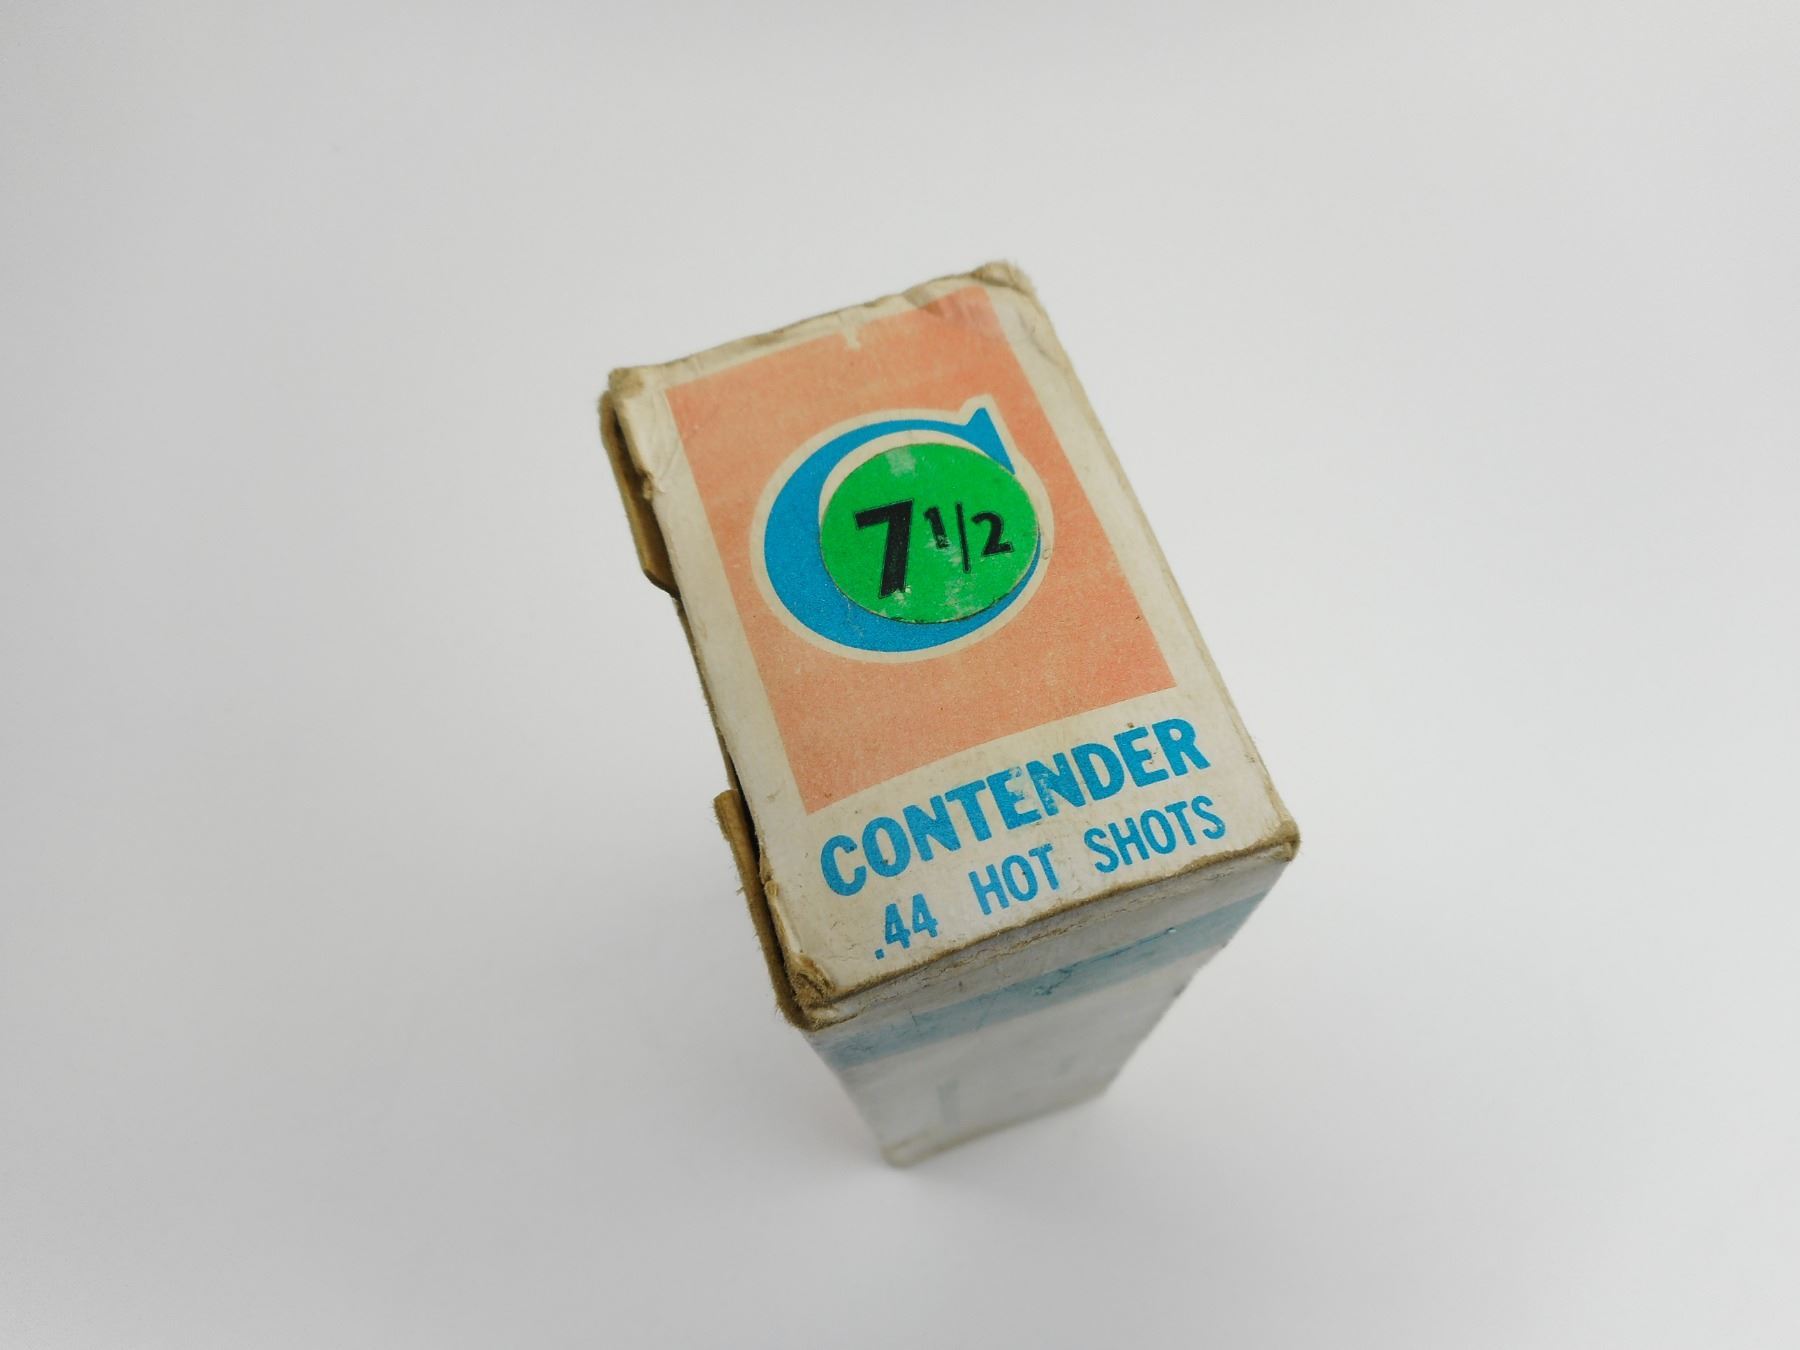 C
7 1/2
CONTENDER
.44 HOT SHOTS